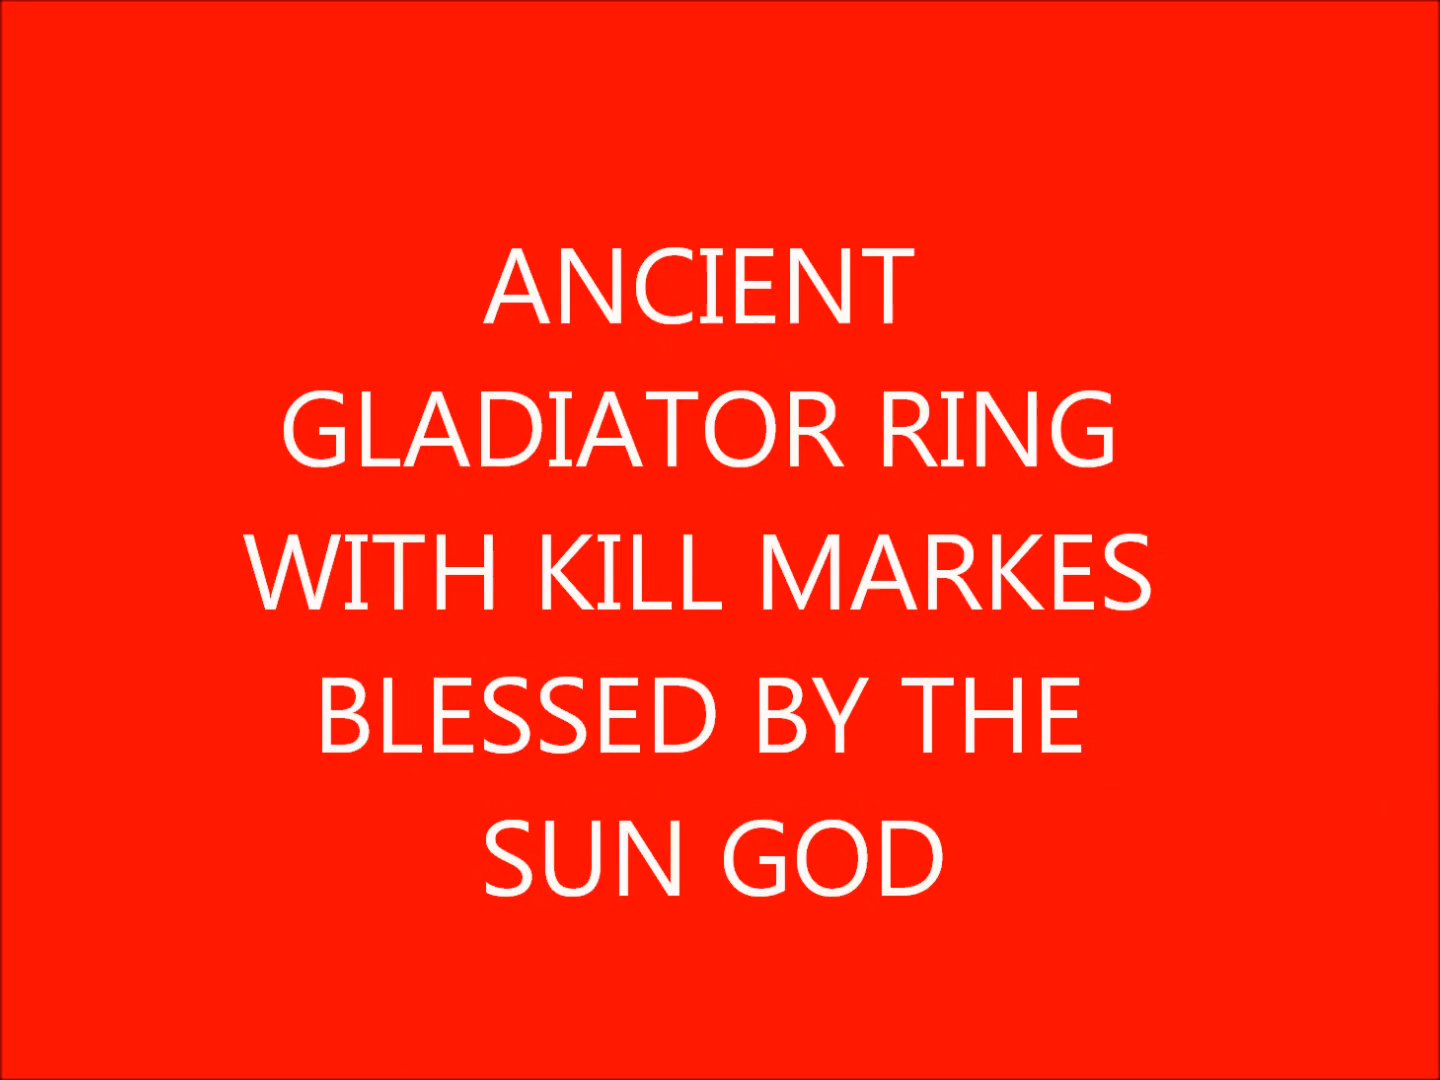 ANCIENT
GLADIATOR RING
WITH KILL MARKES
BLESSED BY THE
SUN GOD